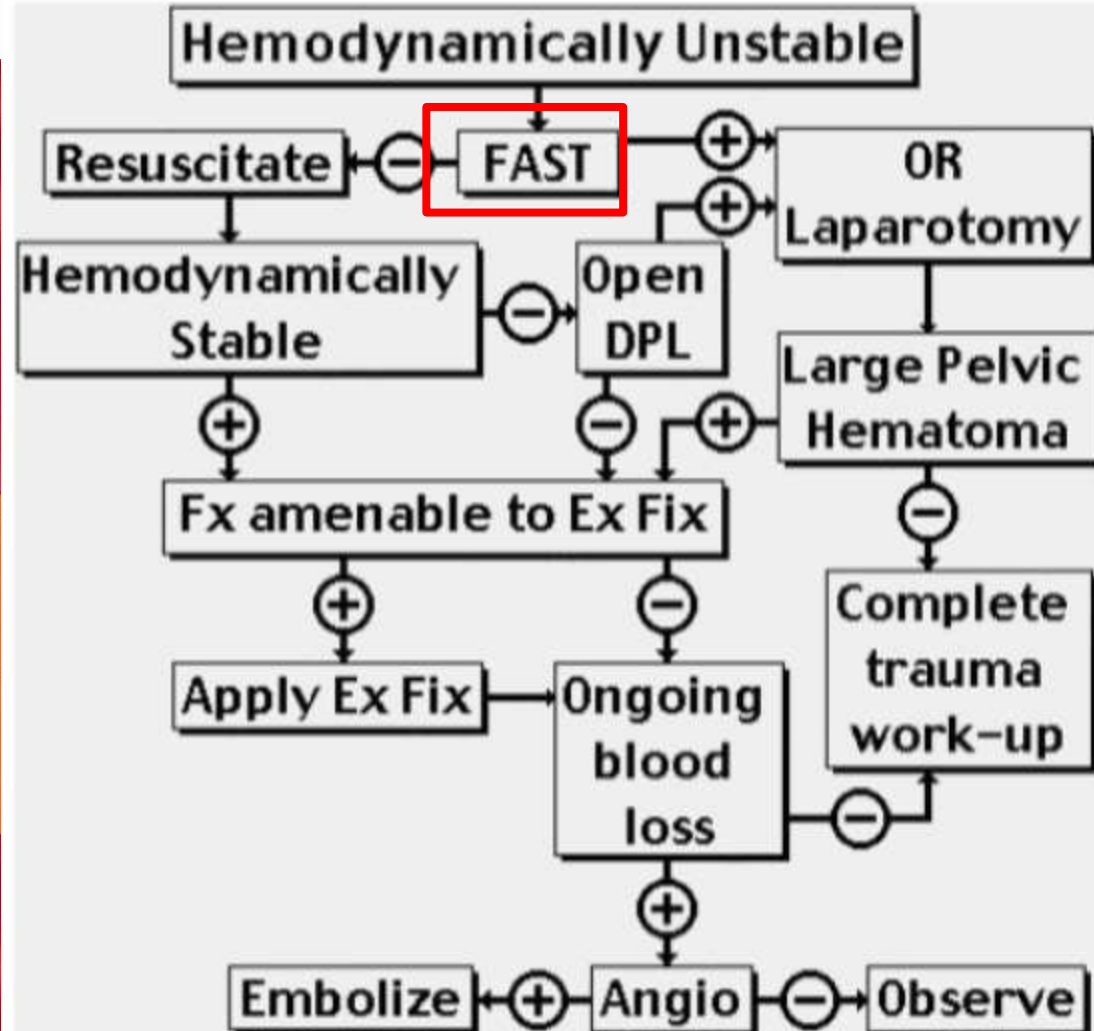 Hemodynamically Unstable
Resuscitate
−
FAST
+
OR
Laparotomy
+
Hemodynamically
Stable
−
Open
DPL
Large Pelvic
Hematoma
+
−
+
Fx amenable to Ex Fix
−
+
−
Complete
trauma
work-up
Apply Ex Fix
Ongoing
blood
loss
−
+
Embolize
+
Angio
−
Observe